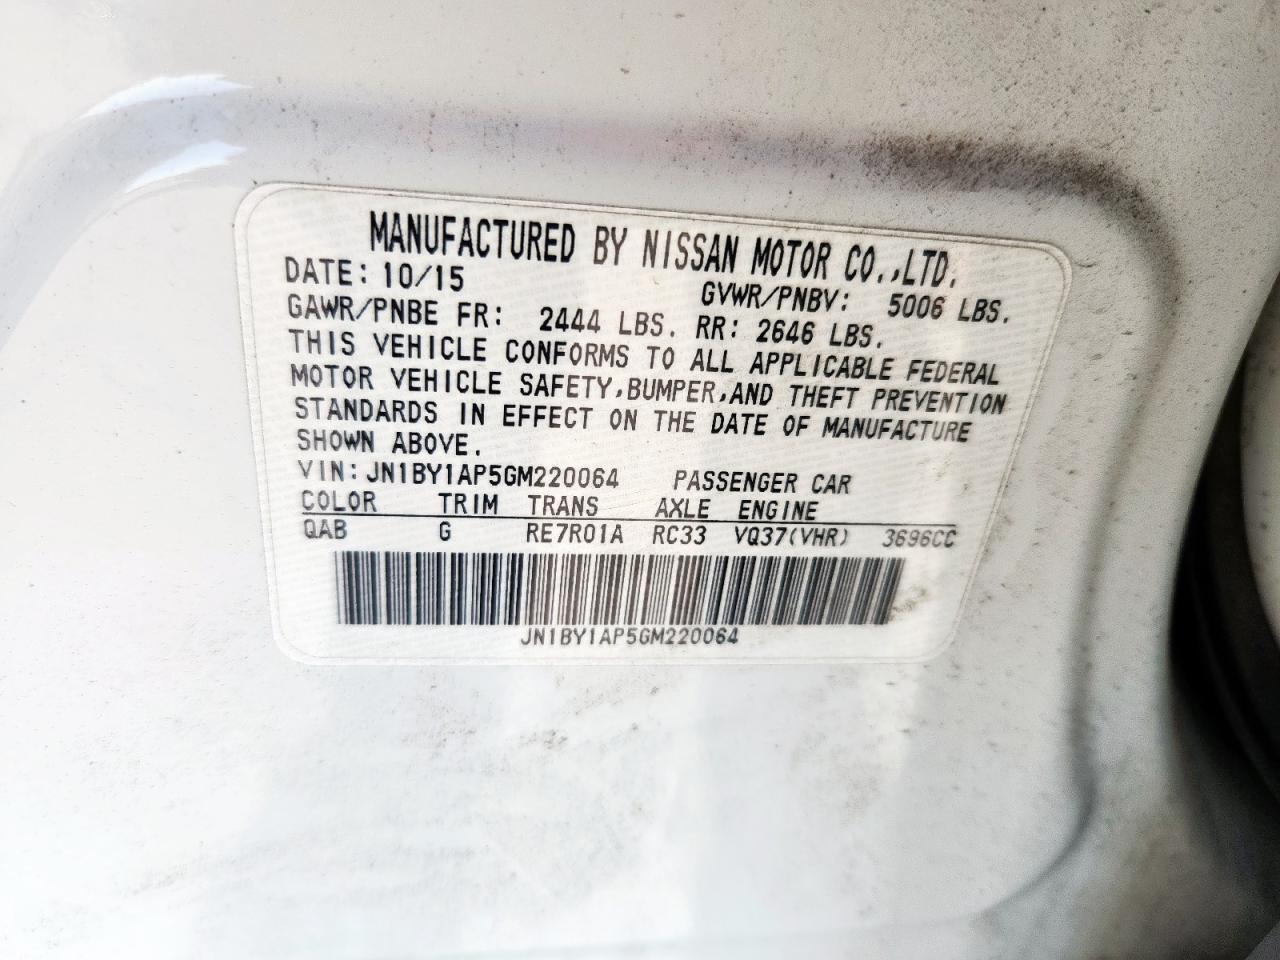 MANUFACTURED BY NISSAN MOTOR CO.,LTD.
DATE: 10/15 GVWR/PNBV: 5006 LBS.
GAWR/PNBE FR: 2444 LBS. RR: 2646 LBS.
THIS VEHICLE CONFORMS TO ALL APPLICABLE FEDERAL
MOTOR VEHICLE SAFETY,BUMPER,AND THEFT PREVENTION
STANDARDS IN EFFECT ON THE DATE OF MANUFACTURE
SHOWN ABOVE.
VIN:JN1BY1AP5GM220064 PASSENGER CAR
COLOR TRIM TRANS AXLE ENGINE
QAB G RE7R01A RC33 VQ37(VHR) 3696CC
JN1BY1AP5GM220064